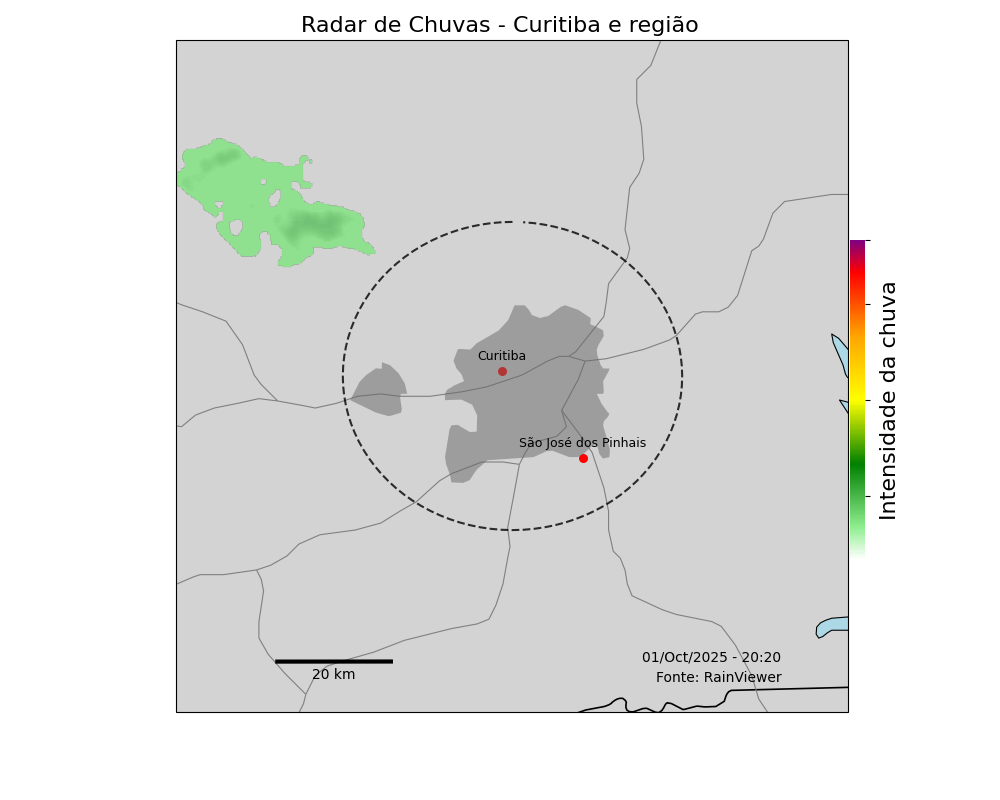 Radar de Chuvas - Curitiba e região
Curitiba
São José dos Pinhais
Intensidade da chuva
20 km
01/Oct/2025 - 20:20
Fonte: RainViewer